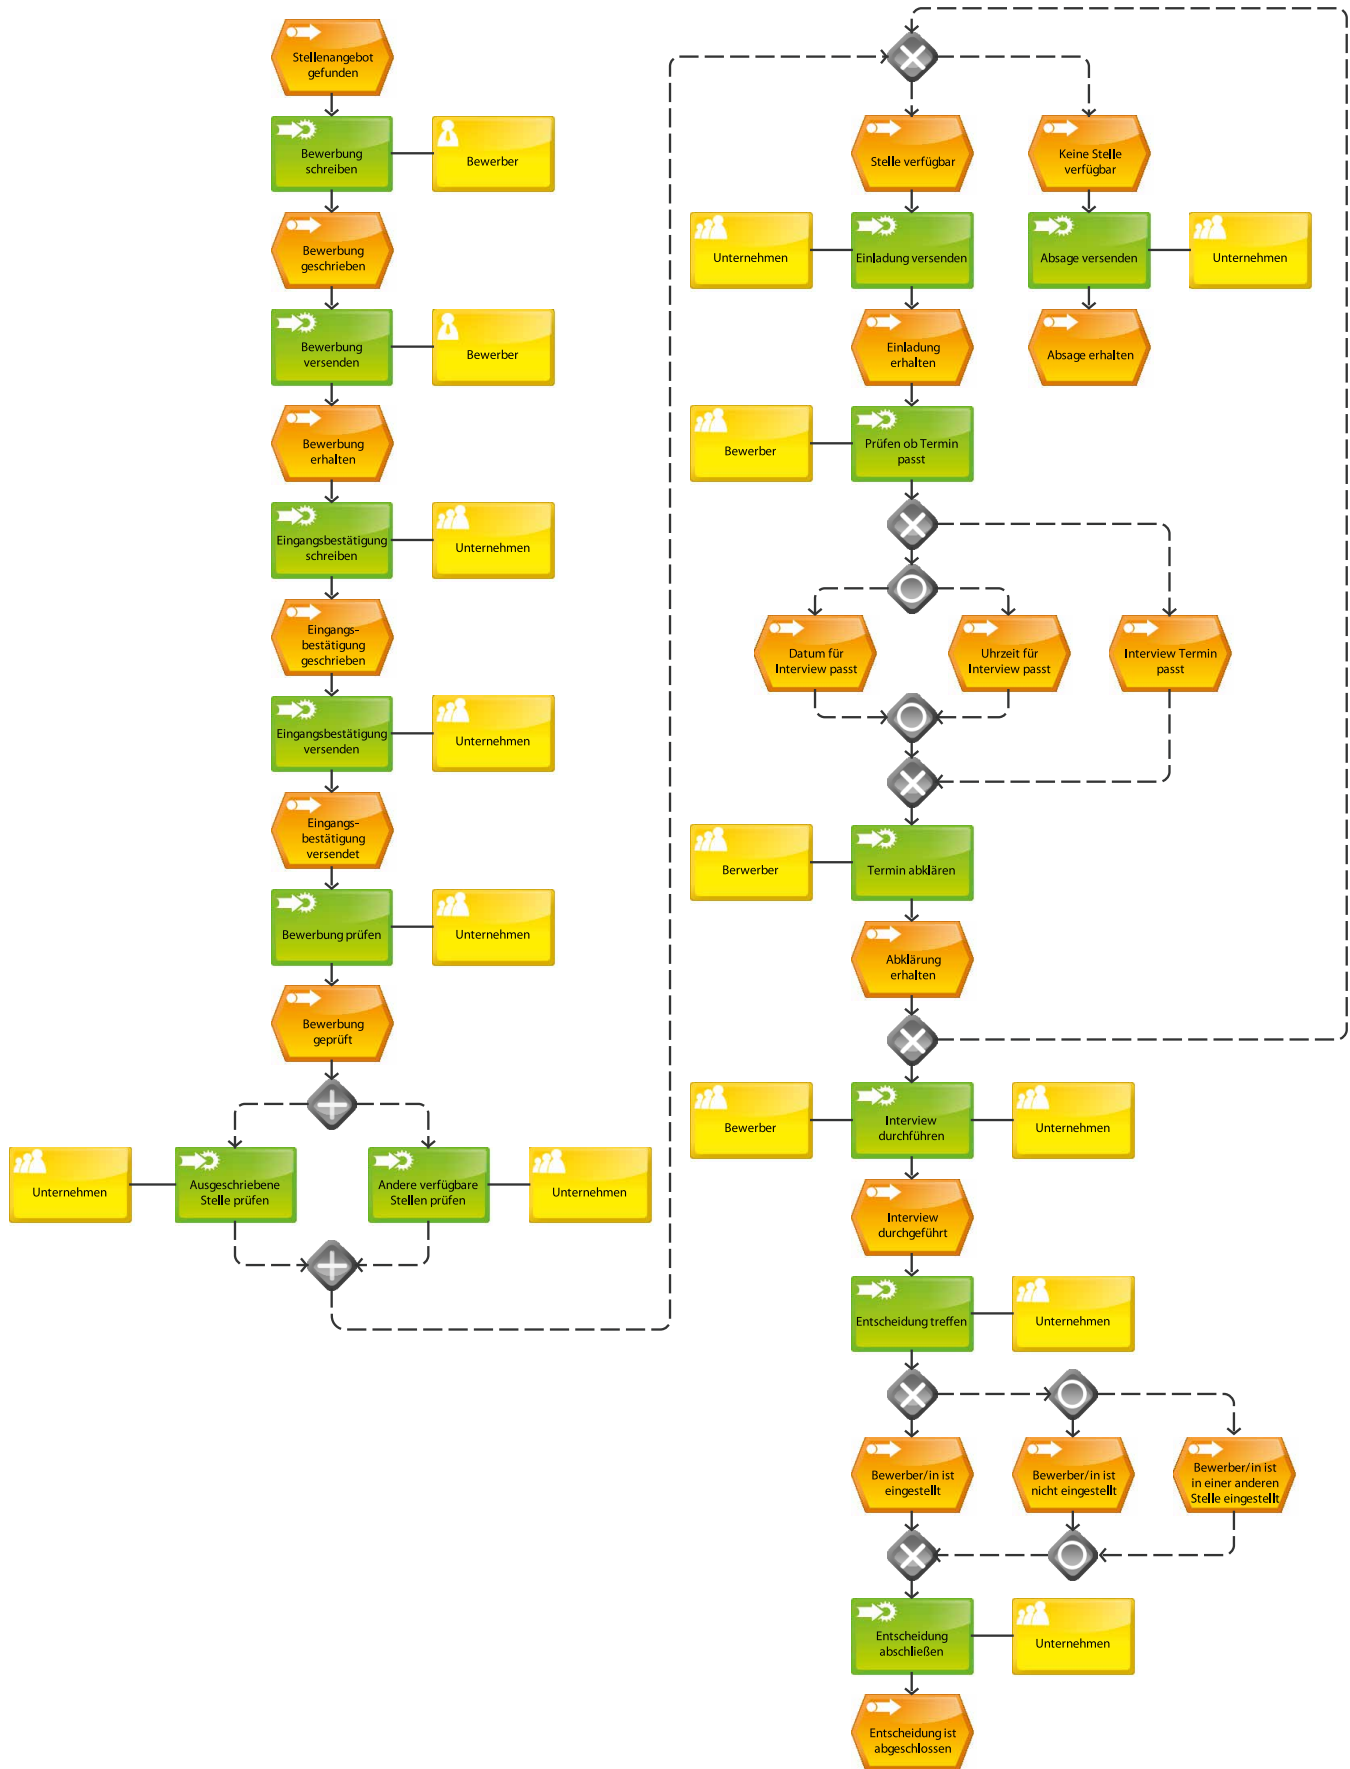 Stellenangebot
gefunden
Bewerbung
schreiben
Bewerber
Bewerbung
geschrieben
Bewerbung
versenden
Bewerber
Bewerbung
erhalten
Eingangsbestätigung
schreiben
Unternehmen
Eingangs-
bestätigung
geschrieben
Eingangsbestätigung
versenden
Unternehmen
Eingangs-
bestätigung
versendet
Bewerbung prüfen
Unternehmen
Bewerbung
geprüft
Unternehmen
Ausgeschriebene
Stelle prüfen
Andere verfügbare
Stellen prüfen
Unternehmen
Stelle verfügbar
Keine Stelle
verfügbar
Unternehmen
Einladung versenden
Absage versenden
Unternehmen
Einladung
erhalten
Absage erhalten
Bewerber
Prüfen ob Termin
passt
Datum für
Interview passt
Uhrzeit für
Interview passt
Interview Termin
passt
Berwerber
Termin abklären
Abklärung
erhalten
Bewerber
Interview
durchführen
Unternehmen
Interview
durchgeführt
Entscheidung treffen
Unternehmen
Bewerber/in ist
eingestellt
Bewerber/in ist
nicht eingestellt
Bewerber/in ist
in einer anderen
Stelle eingestellt
Entscheidung
abschließen
Unternehmen
Entscheidung ist
abgeschlossen